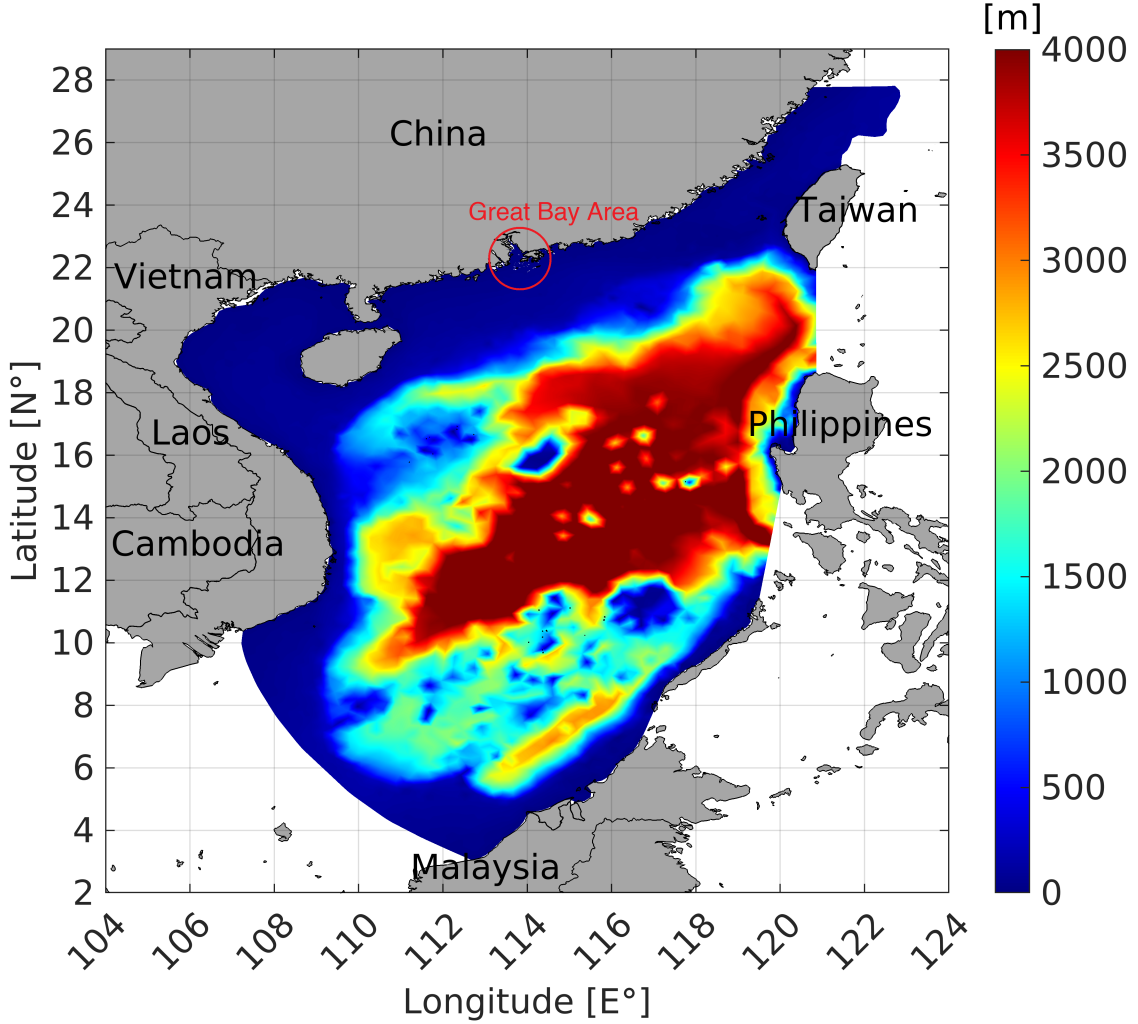 [m]
4000
3500
3000
2500
2000
1500
1000
500
0
28
26
24
22
20
18
16
14
12
10
8
6
4
2
Latitude [N°]
China
Great Bay Area
Taiwan
Vietnam
Laos
Philippines
Cambodia
Malaysia
104 106 108 110 112 114 116 118 120 122 124
Longitude [E°]